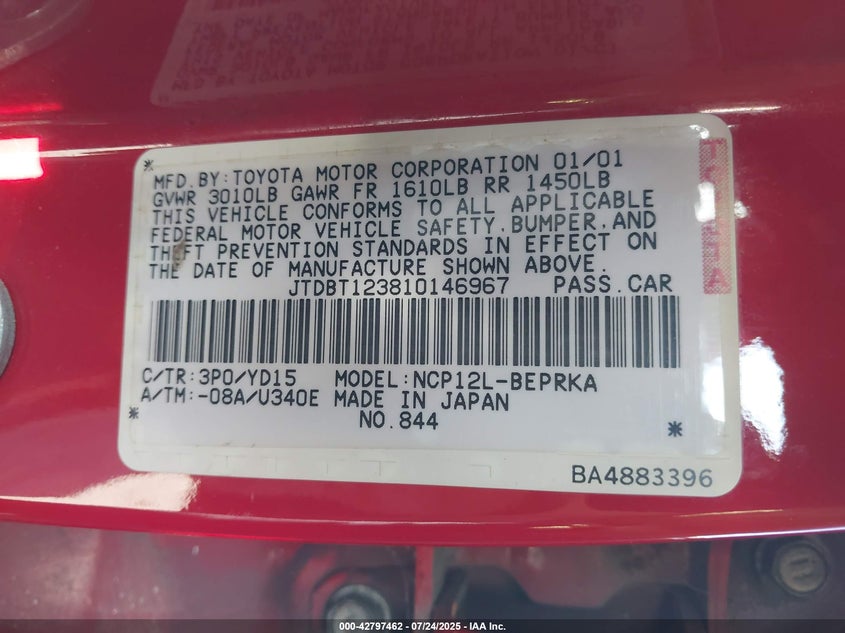 MFD.BY:TOYOTA MOTOR CORPORATION 01/01
GVWR 3010LB GAWR FR 1610LB RR 1450LB
THIS VEHICLE CONFORMS TO ALL APPLICABLE
FEDERAL MOTOR VEHICLE SAFETY,BUMPER,AND
THEFT PREVENTION STANDARDS IN EFFECT ON
THE DATE OF MANUFACTURE SHOWN ABOVE.
JTDBT123810146967 PASS.CAR
C/TR:3P0/YD15 MODEL:NCP12L-BEPRKA
A/TM:-08A/U340E MADE IN JAPAN
NO.844
BA4883396
000-42797462 - 07/24/2025 - IAA Inc.